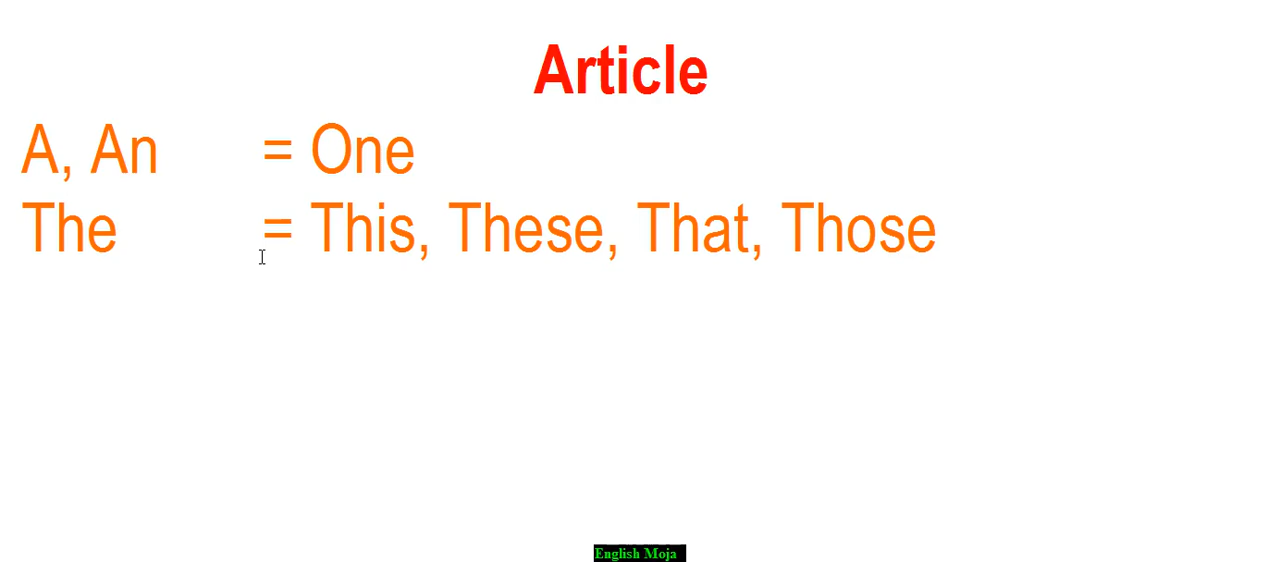 Article
A, An = One
The = This, These, That, Those
English Moja